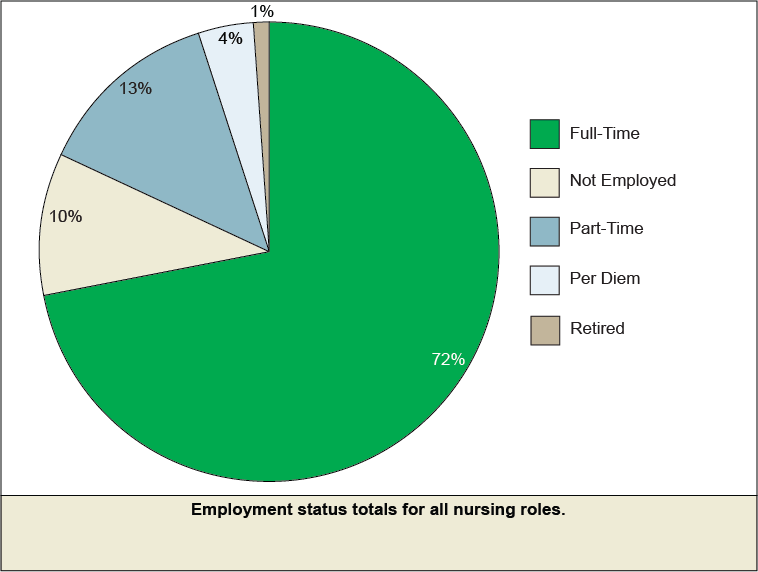 1%
4%
13%
10%
72%
Full-Time
Not Employed
Part-Time
Per Diem
Retired
Employment status totals for all nursing roles.